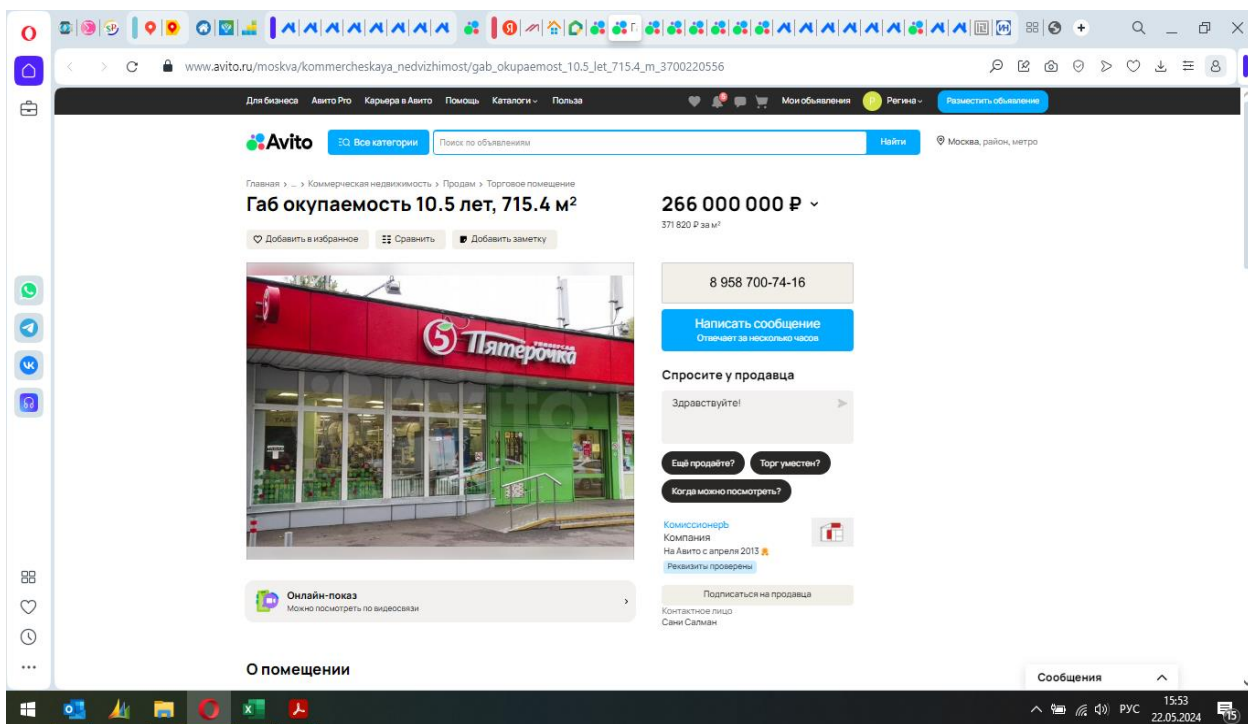 www.avito.ru/moskva/kommercheskaya_nedvizhimost/gab_okupaemost_10.5_let_715.4_m_3700220556
Для бизнеса Авито Pro Карьера в Авито Помощь Каталоги Польза Мои объявления Регина Разместить объявление
Avito Все категории Поиск по объявлениям Найти Москва, район, метро
Главная > ... > Коммерческая недвижимость > Продам > Торговое помещение
Габ окупаемость 10.5 лет, 715.4 м²
266 000 000 ₽
371 820 ₽ за м²
Добавить в избранное Сравнить Добавить заметку
5 Пятёрочка
универсам
Avito
8 958 700-74-16
Написать сообщение
Отвечает за несколько часов
Спросите у продавца
Здравствуйте!
Ещё продаёте? Торг уместен?
Когда можно посмотреть?
Комиссионерь
Компания
На Авито с апреля 2013
Реквизиты проверены
Подписаться на продавца
Контактное лицо
Сани Салман
Онлайн-показ
Можно посмотреть по видеосвязи
О помещении
Сообщения
РУС
15:53
22.05.2024
15